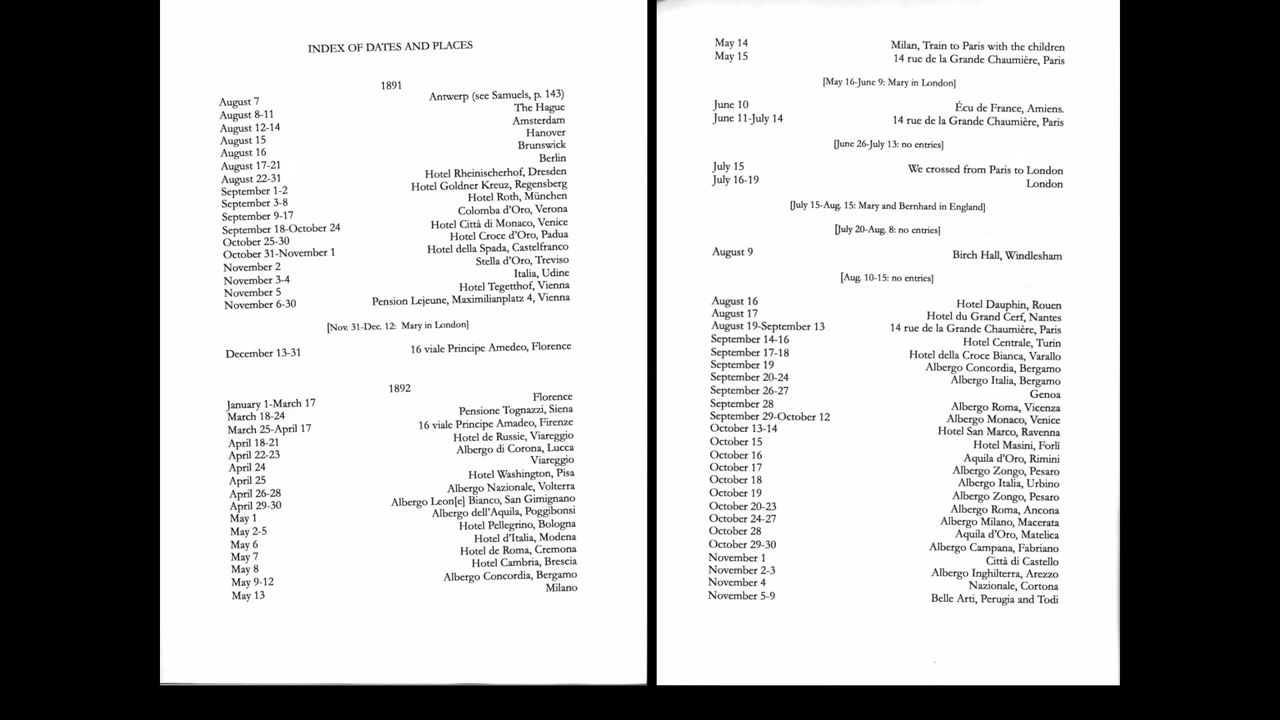 INDEX OF DATES AND PLACES
1891
August 7 Antwerp (see Samuels, p. 143)
August 8-11 The Hague
August 12-14 Amsterdam
August 15 Hanover
August 16 Brunswick
August 17-21 Berlin
August 22-31 Hotel Rheinischerhof, Dresden
September 1-2 Hotel Goldner Kreuz, Regensberg
September 3-8 Hotel Roth, München
September 9-17 Colomba d'Oro, Verona
September 18-October 24 Hotel Città di Monaco, Venice
October 25-30 Hotel Croce d'Oro, Padua
October 31-November 1 Hotel della Spada, Castelfranco
November 2 Stella d'Oro, Treviso
November 3-4 Italia, Udine
November 5 Hotel Tegetthof, Vienna
November 6-30 Pension Lejeune, Maximilianplatz 4, Vienna
[Nov. 31-Dec. 12: Mary in London]
December 13-31 16 viale Principe Amedeo, Florence
1892
January 1-March 17 Florence
March 18-24 Pensione Tognazzi, Siena
March 25-April 17 16 viale Principe Amadeo, Firenze
April 18-21 Hotel de Russie, Viareggio
April 22-23 Albergo di Corona, Lucca
April 24 Viareggio
April 25 Hotel Washington, Pisa
April 26-28 Albergo Nazionale, Volterra
April 29-30 Albergo Leon[e] Bianco, San Gimignano
May 1 Albergo dell'Aquila, Poggibonsi
May 2-5 Hotel Pellegrino, Bologna
May 6 Hotel d'Italia, Modena
May 7 Hotel de Roma, Cremona
May 8 Hotel Cambria, Brescia
May 9-12 Albergo Concordia, Bergamo
May 13 Milano
May 14 Milan, Train to Paris with the children
May 15 14 rue de la Grande Chaumière, Paris
[May 16-June 9: Mary in London]
June 10 Écu de France, Amiens.
June 11-July 14 14 rue de la Grande Chaumière, Paris
[June 26-July 13: no entries]
July 15 We crossed from Paris to London
July 16-19 London
[July 15-Aug. 15: Mary and Bernhard in England]
[July 20-Aug. 8: no entries]
August 9 Birch Hall, Windlesham
[Aug. 10-15: no entries]
August 16 Hotel Dauphin, Rouen
August 17 Hotel du Grand Cerf, Nantes
August 19-September 13 14 rue de la Grande Chaumière, Paris
September 14-16 Hotel Centrale, Turin
September 17-18 Hotel della Croce Bianca, Varallo
September 19 Albergo Concordia, Bergamo
September 20-24 Albergo Italia, Bergamo
September 26-27 Genoa
September 28 Albergo Roma, Vicenza
September 29-October 12 Albergo Monaco, Venice
October 13-14 Hotel San Marco, Ravenna
October 15 Hotel Masini, Forlì
October 16 Aquila d'Oro, Rimini
October 17 Albergo Zongo, Pesaro
October 18 Albergo Italia, Urbino
October 19 Albergo Zongo, Pesaro
October 20-23 Albergo Roma, Ancona
October 24-27 Albergo Milano, Macerata
October 28 Aquila d'Oro, Matelica
October 29-30 Albergo Campana, Fabriano
November 1 Città di Castello
November 2-3 Albergo Inghilterra, Arezzo
November 4 Nazionale, Cortona
November 5-9 Belle Arti, Perugia and Todi